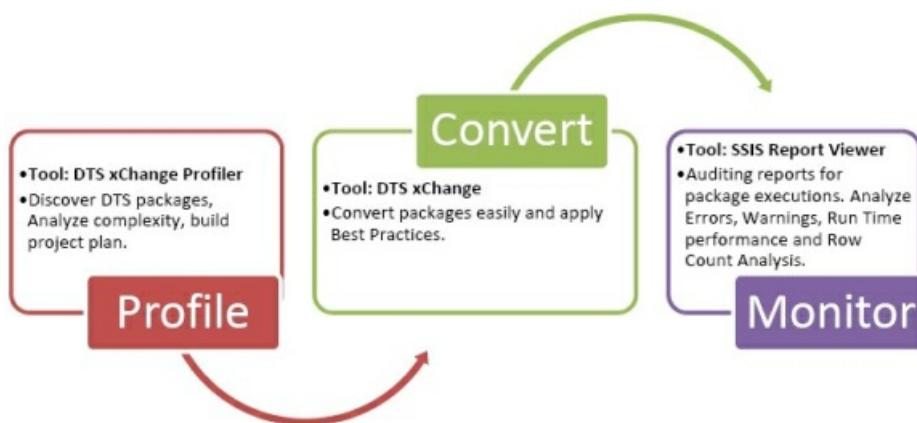 •Tool: DTS xChange Profiler
•Discover DTS packages,
Analyze complexity, build
project plan.
Profile
Convert
•Tool: DTS xChange
•Convert packages easily and apply
Best Practices.
•Tool: SSIS Report Viewer
•Auditing reports for
package executions. Analyze
Errors, Warnings, Run Time
performance and Row
Count Analysis.
Monitor